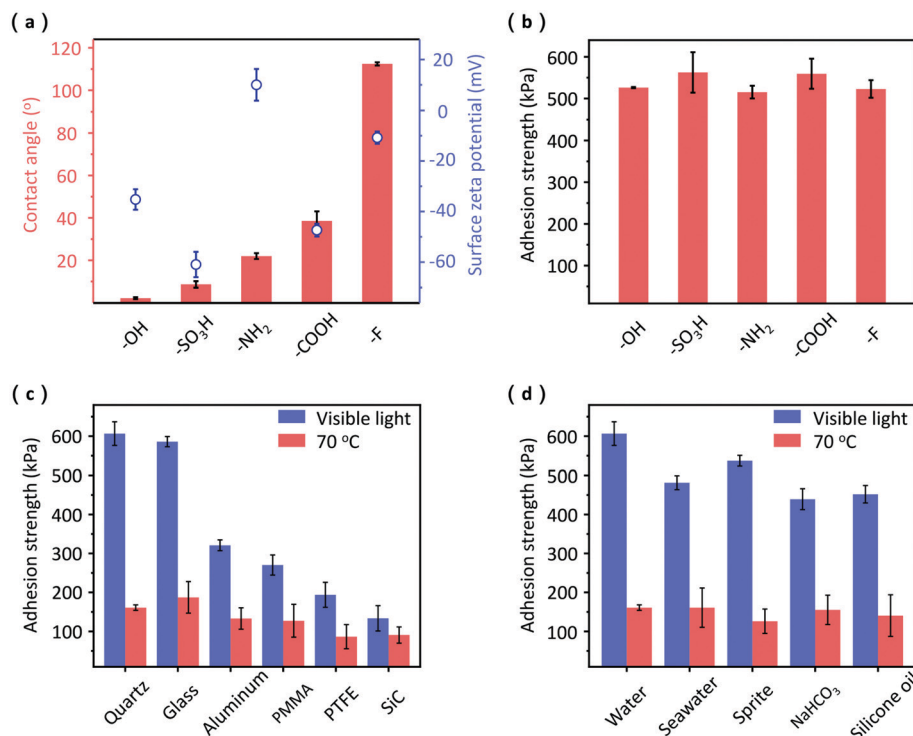 ( a )
120
100
80
60
40
20
Contact angle (°)
20
0
-20
-40
-60
Surface zeta potential (mV)
-OH
-SO₃H
-NH₂
-COOH
-F
( b )
600
500
400
300
200
100
Adhesion strength (kPa)
-OH
-SO₃H
-NH₂
-COOH
-F
( c )
Visible light
70 °C
600
500
400
300
200
100
Adhesion strength (kPa)
Quartz
Glass
Aluminum
PMMA
PTFE
SiC
( d )
Visible light
70 °C
600
500
400
300
200
100
Adhesion strength (kPa)
Water
Seawater
Sprite
NaHCO₃
Silicone oil